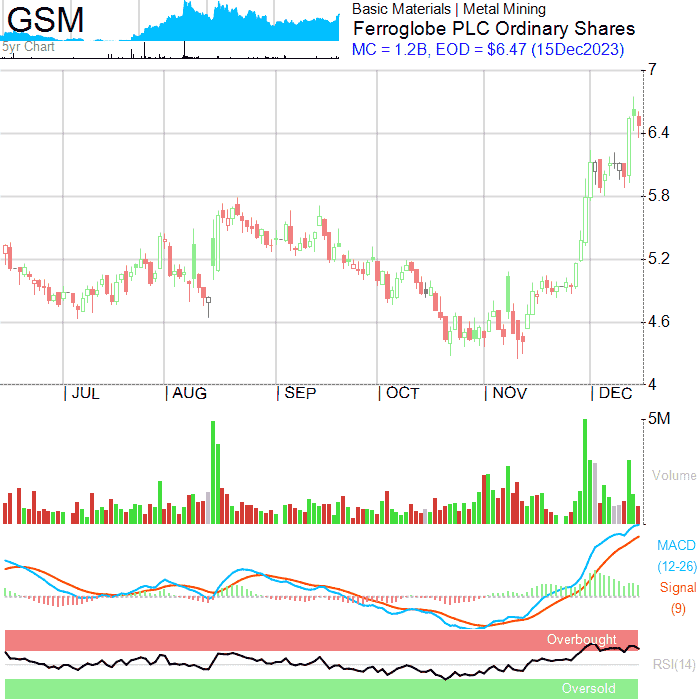 GSM
5yr Chart
Basic Materials | Metal Mining
Ferroglobe PLC Ordinary Shares
MC = 1.2B, EOD = $6.47 (15Dec2023)
7
6.4
5.8
5.2
4.6
4
| JUL | AUG | SEP | OCT | NOV | DEC
5M
Volume
MACD
(12-26)
Signal
(9)
Overbought
RSI(14)
Oversold